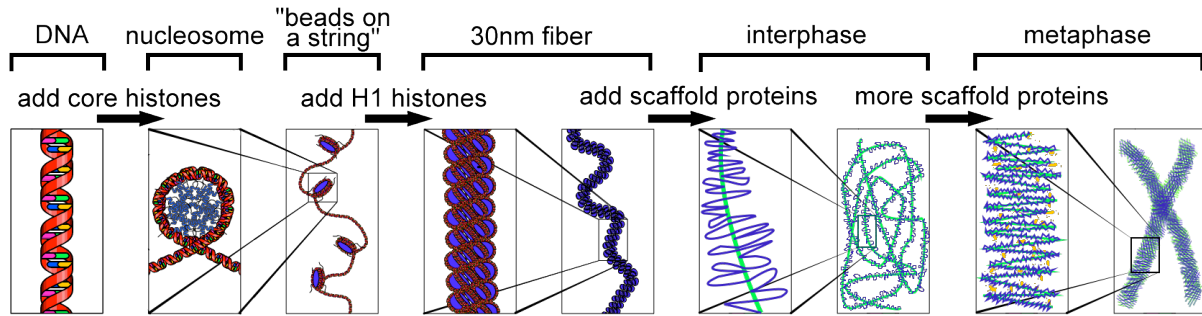 DNA
nucleosome
"beads on
a string"
30nm fiber
interphase
metaphase
add core histones
add H1 histones
add scaffold proteins
more scaffold proteins